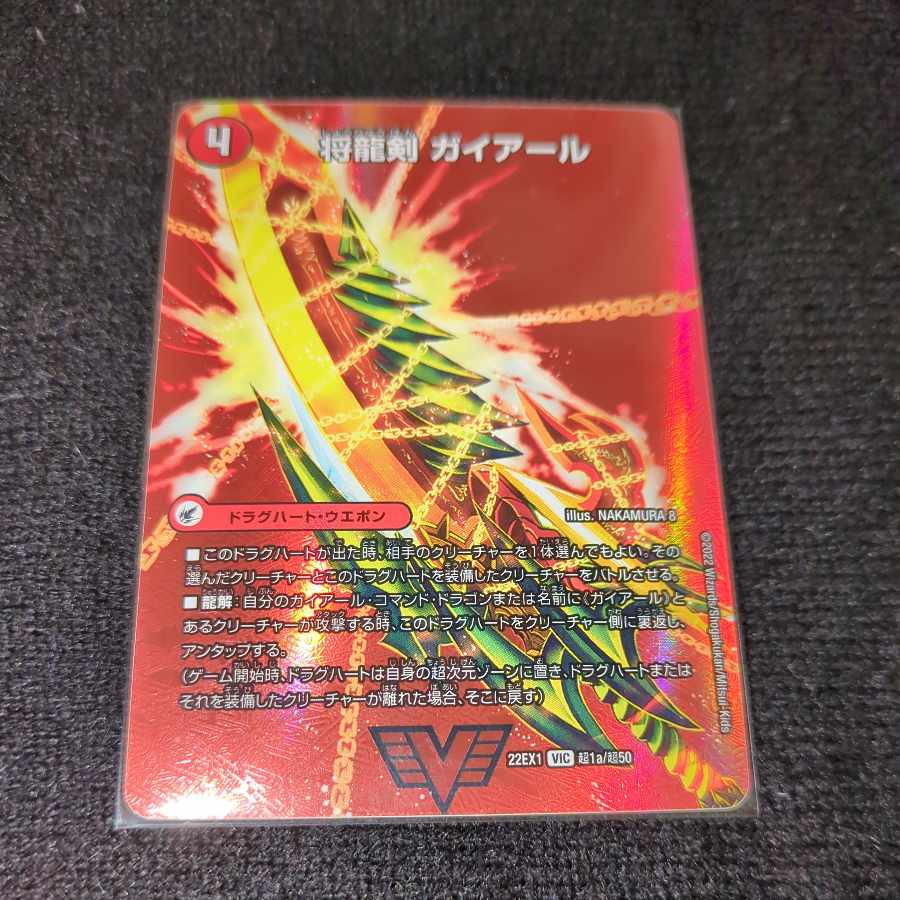 4
将龍剣 ガイアール
ドラグハート・ウエポン
illus. NAKAMURA 8
■このドラグハートが出た時、相手のクリーチャーを1体選んでもよい。その
選んだクリーチャーとこのドラグハートを装備したクリーチャーをバトルさせる。
■龍解：自分のガイアール・コマンド・ドラゴンまたは名前に《ガイアール》と
あるクリーチャーが攻撃する時、このドラグハートをクリーチャー側に裏返し、
アンタップする。
(ゲーム開始時、ドラグハートは自身の超次元ゾーンに置き、ドラグハートまたは
それを装備したクリーチャーが離れた場合、そこに戻す)
©2022 Wizards/Shogakukan/Mitsui-Kids
V
22EX1 VIC 超1a/超50